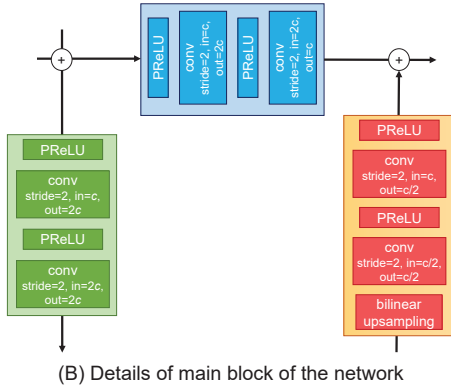 +
PReLU
conv
stride=2, in=c,
out=2c
PReLU
conv
stride=2, in=2c,
out=c
+
PReLU
conv
stride=2, in=c,
out=2c
PReLU
conv
stride=2, in=2c,
out=2c
PReLU
conv
stride=2, in=c,
out=c/2
PReLU
conv
stride=2, in=c/2,
out=c/2
bilinear
upsampling
(B) Details of main block of the network